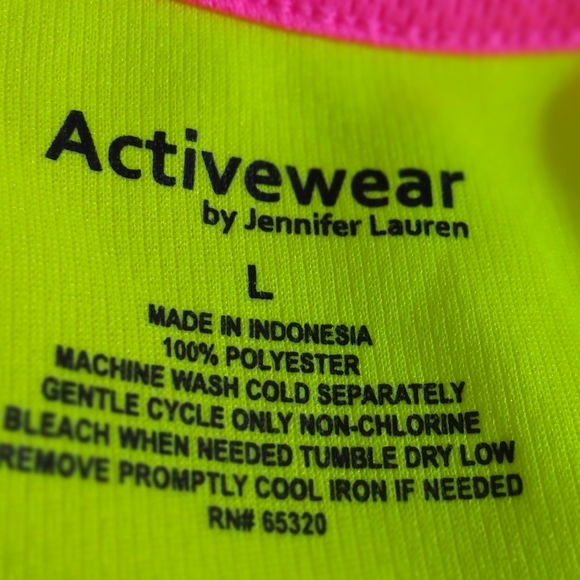 Activewear
by Jennifer Lauren
L
MADE IN INDONESIA
100% POLYESTER
MACHINE WASH COLD SEPARATELY
GENTLE CYCLE ONLY NON-CHLORINE
BLEACH WHEN NEEDED TUMBLE DRY LOW
REMOVE PROMPTLY COOL IRON IF NEEDED
RN# 65320